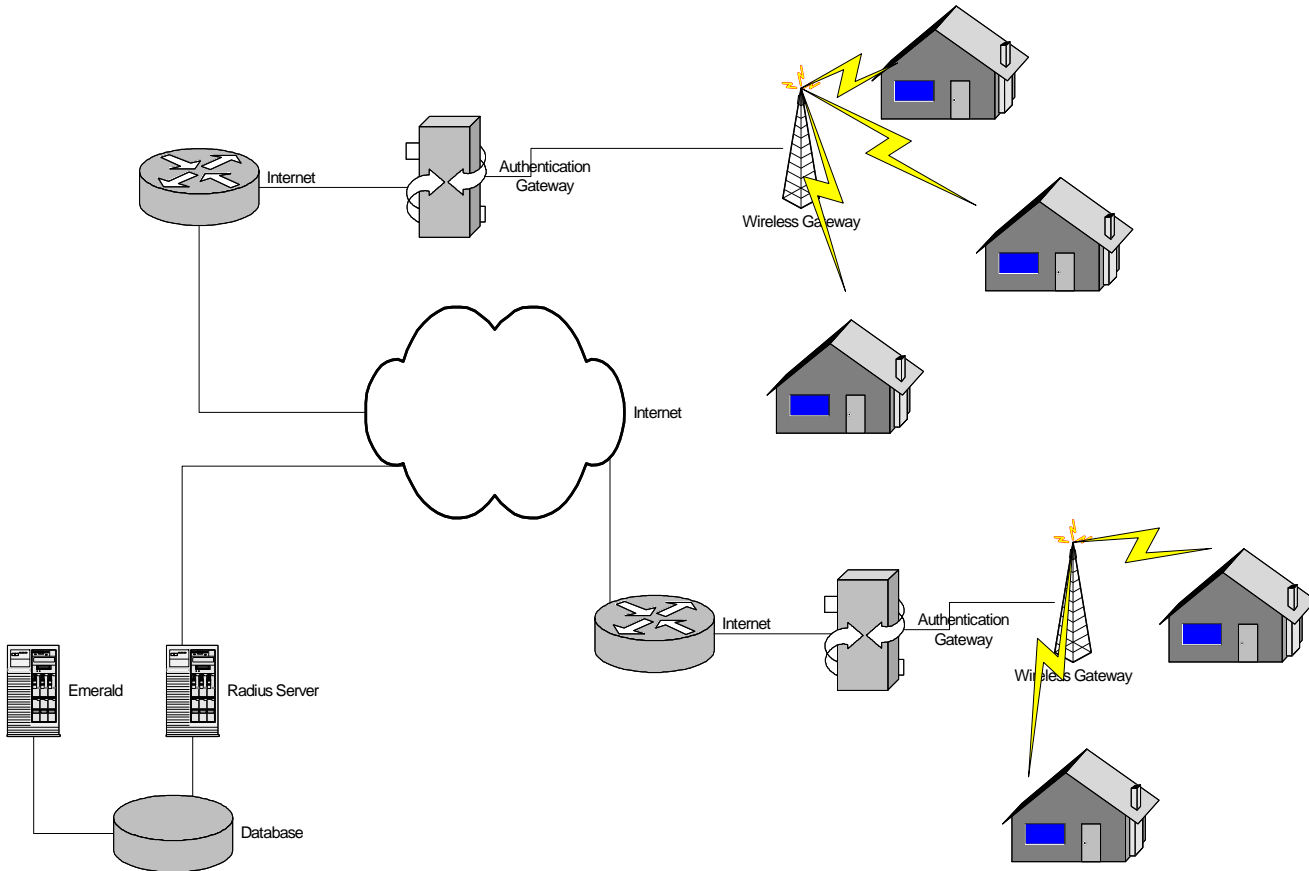 Internet
Authentication
Gateway
Wireless Gateway
Internet
Internet
Authentication
Gateway
Wireless Gateway
Emerald
Radius Server
Database